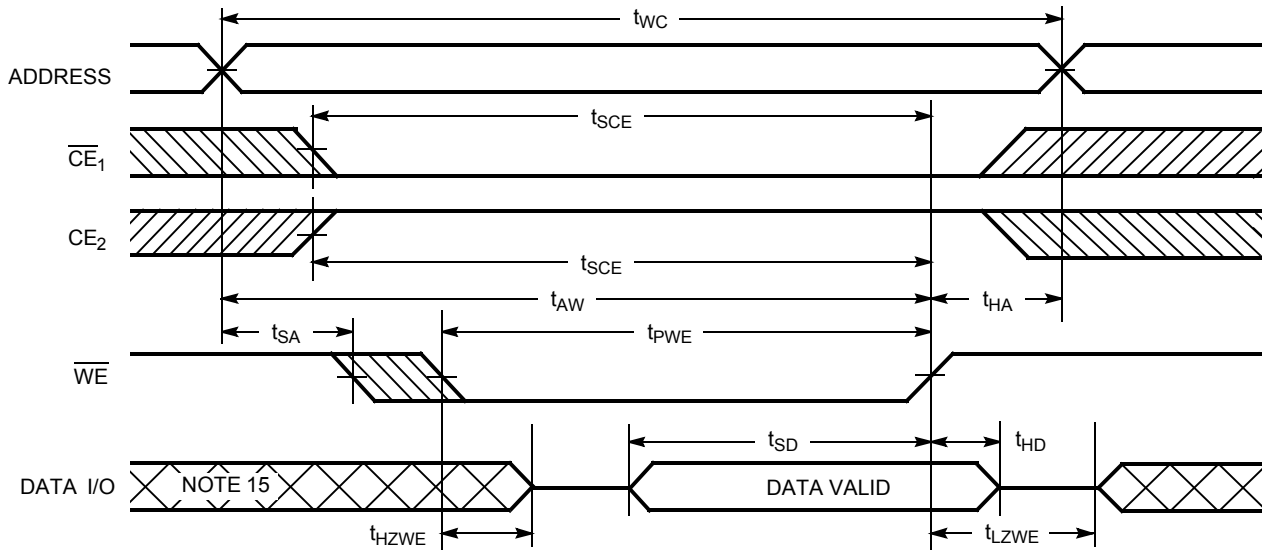 tWC
ADDRESS
tSCE
CE1
CE2
tSCE
tAW
tHA
tSA
tPWE
WE
tSD
tHD
DATA I/O
NOTE 15
DATA VALID
tHZWE
tLZWE